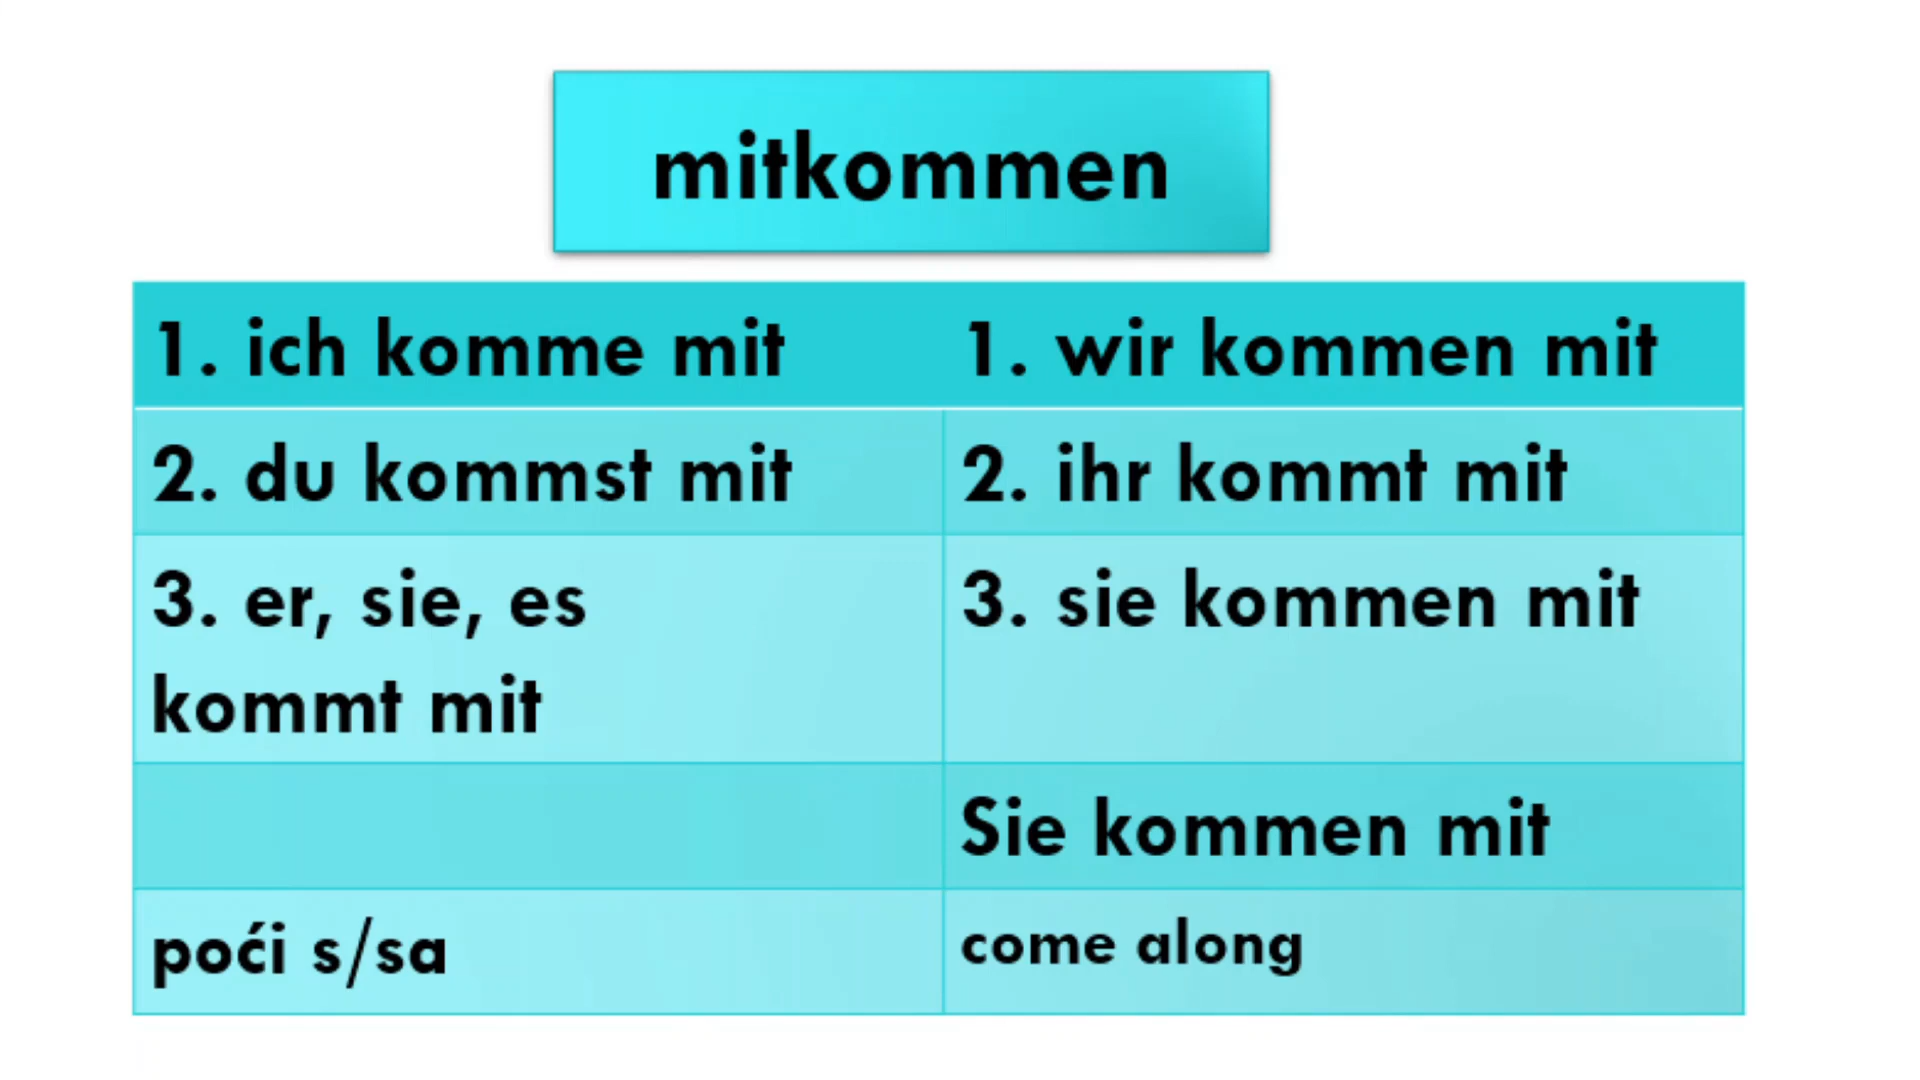 mitkommen
1. ich komme mit
1. wir kommen mit
2. du kommst mit
2. ihr kommt mit
3. er, sie, es
kommt mit
3. sie kommen mit
Sie kommen mit
poći s/sa
come along